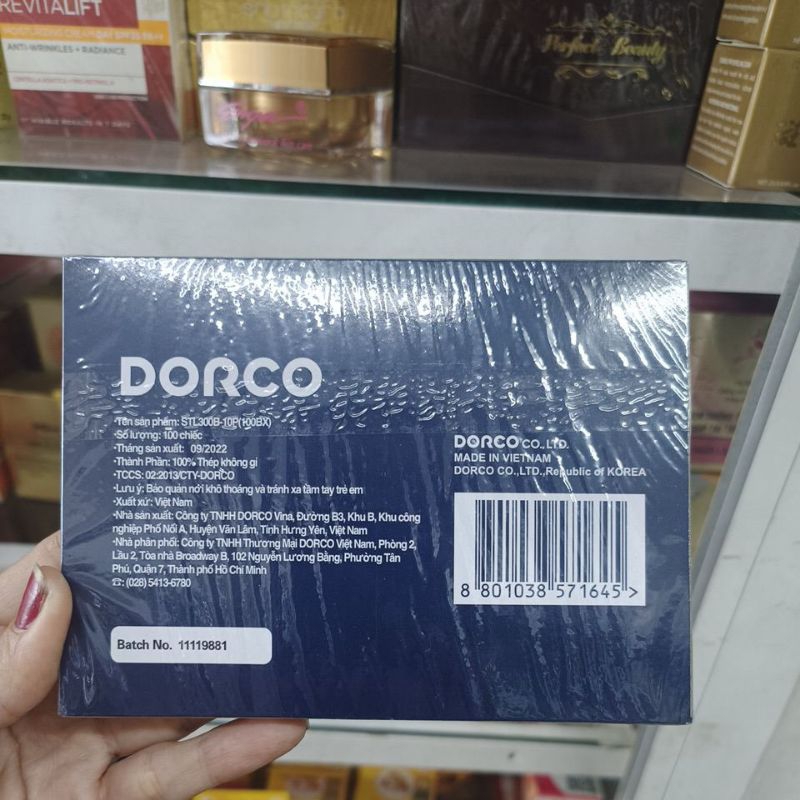 REVITALIFT
MOISTURIZING CREAM DAY
ANTI-WRINKLES + RADIANCE
Perfect Beauty
DORCO
•Tên sản phẩm: STL300B-10P(100BX)
•Số lượng: 100 chiếc
•Tháng sản xuất: 09/2022
•Thành Phần: 100% Thép không gỉ
•TCCS: 02:2013/CTY-DORCO
•Lưu ý: Bảo quản nơi khô thoáng và tránh xa tầm tay trẻ em
•Xuất xứ: Việt Nam
•Nhà sản xuất: Công ty TNHH DORCO Vina, Đường B3, Khu B, Khu công
nghiệp Phố Nối A, Huyện Văn Lâm, Tỉnh Hưng Yên, Việt Nam
•Nhà phân phối: Công ty TNHH Thương Mại DORCO Việt Nam, Phòng 2,
Lầu 2, Tòa nhà Broadway B, 102 Nguyễn Lương Bằng, Phường Tân
Phú, Quận 7, Thành phố Hồ Chí Minh
☎: (028) 5413-6780
DORCO CO., LTD.
MADE IN VIETNAM
DORCO CO., LTD., Republic of KOREA
8 801038 571645 >
Batch No. 11119881